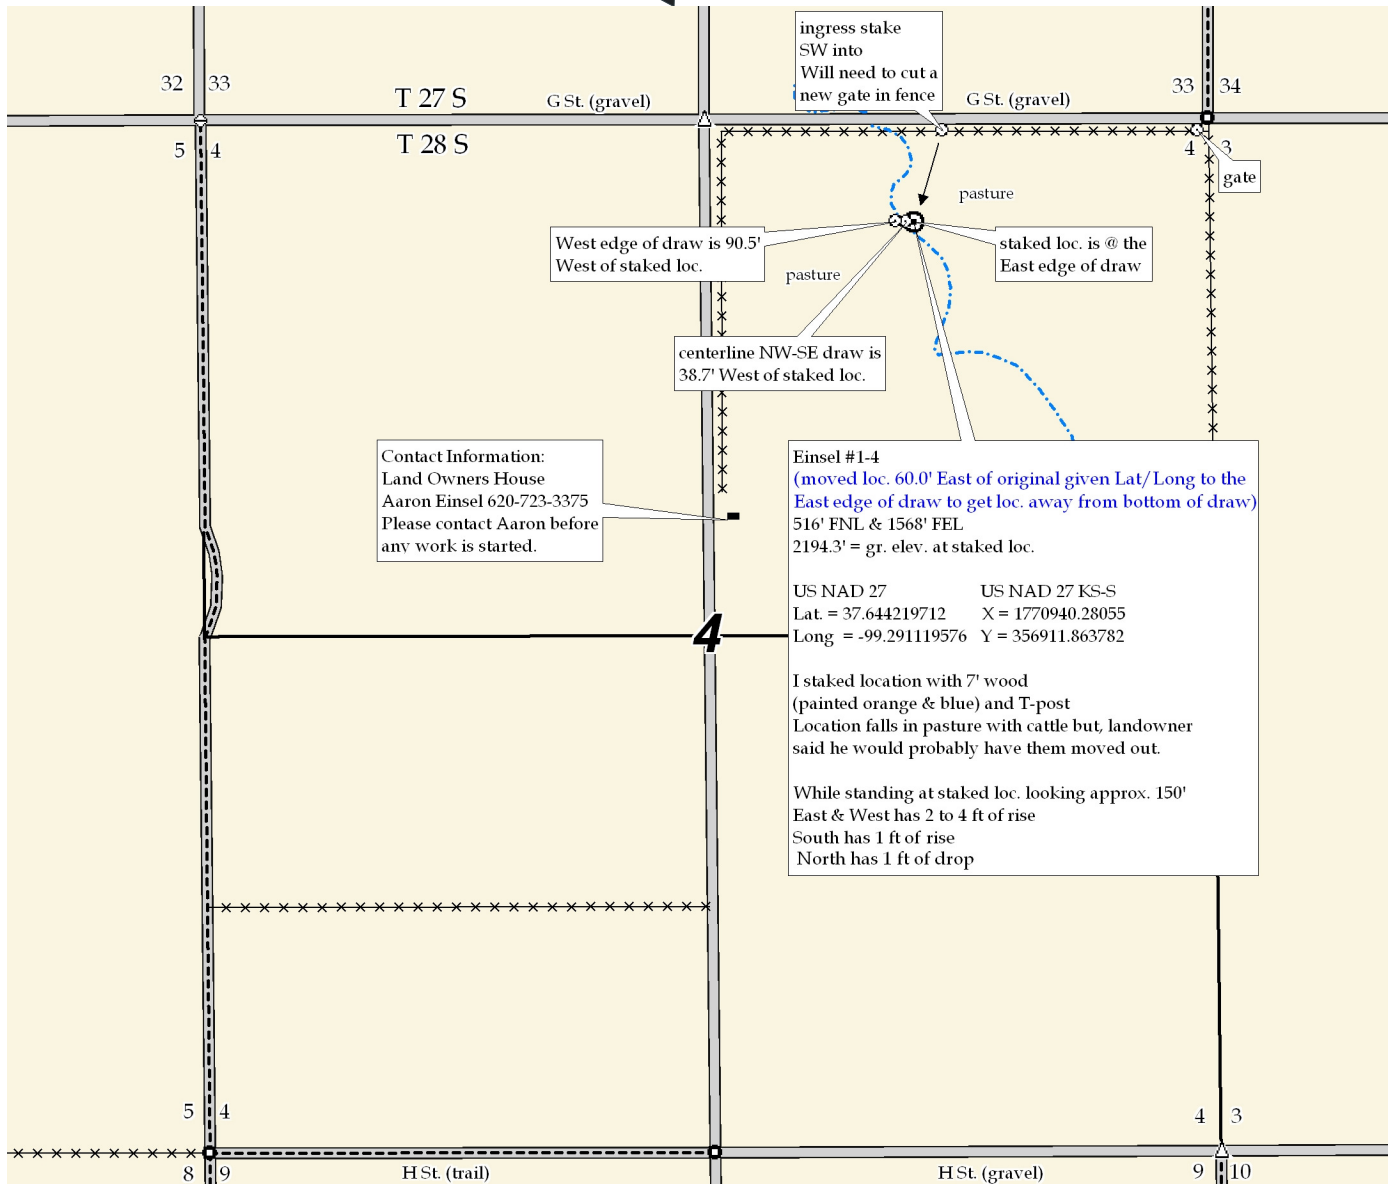 ingress stake
SW into
Will need to cut a
new gate in fence
32 33
33 34
T 27 S
G St. (gravel)
G St. (gravel)
T 28 S
5 4
4 3
gate
pasture
West edge of draw is 90.5'
West of staked loc.
staked loc. is @ the
East edge of draw
pasture
centerline NW-SE draw is
38.7' West of staked loc.
Contact Information:
Land Owners House
Aaron Einsel 620-723-3375
Please contact Aaron before
any work is started.
Einsel #1-4
(moved loc. 60.0' East of original given Lat/Long to the
East edge of draw to get loc. away from bottom of draw)
516' FNL & 1568' FEL
2194.3' = gr. elev. at staked loc.
US NAD 27 US NAD 27 KS-S
Lat. = 37.644219712 X = 1770940.28055
Long = -99.291119576 Y = 356911.863782
I staked location with 7' wood
(painted orange & blue) and T-post
Location falls in pasture with cattle but, landowner
said he would probably have them moved out.
While standing at staked loc. looking approx. 150'
East & West has 2 to 4 ft of rise
South has 1 ft of rise
North has 1 ft of drop
4
5 4
4 3
8 9
H St. (trail)
H St. (gravel)
9 10